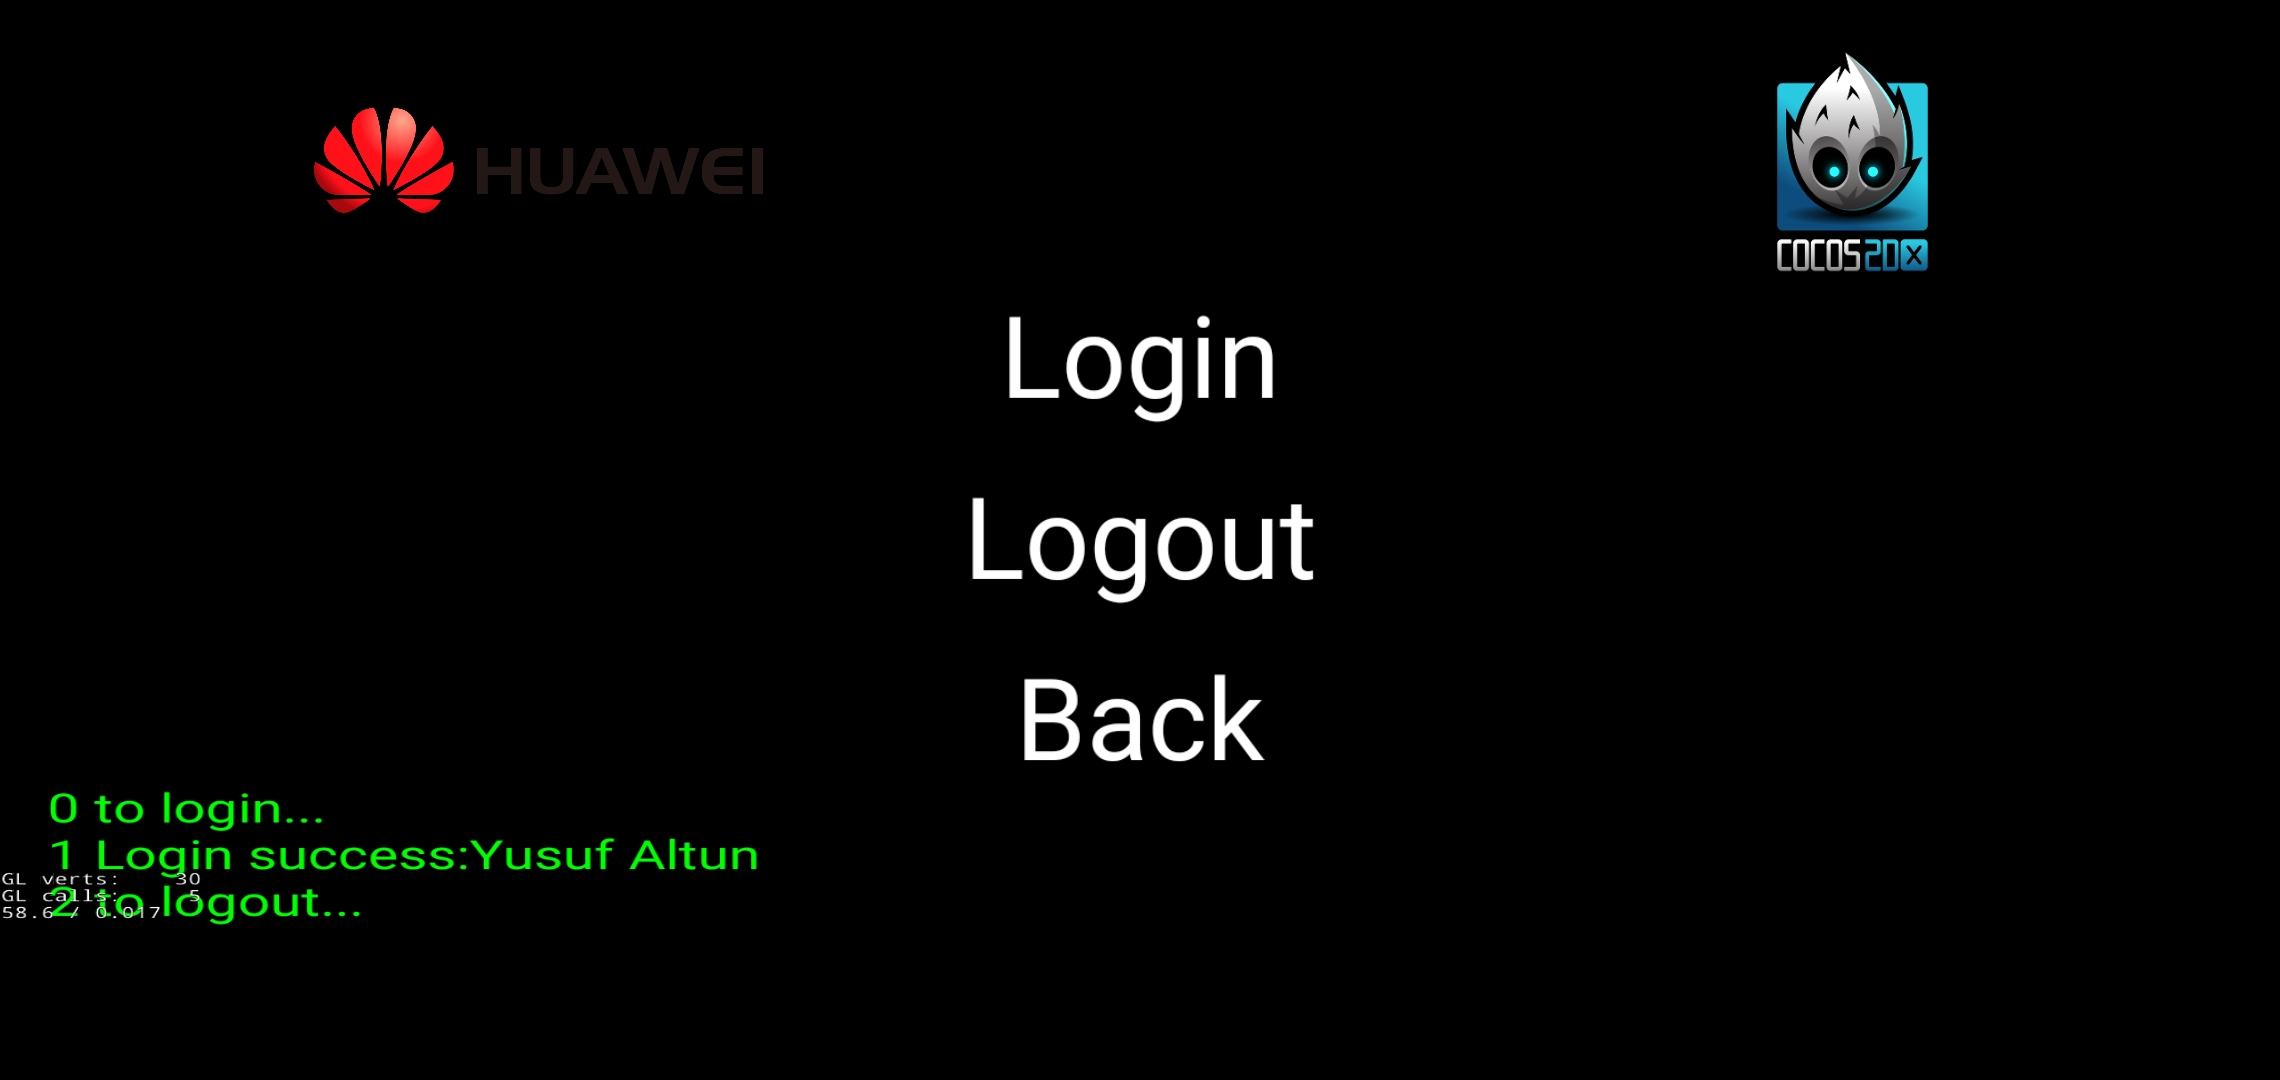 HUAWEI
COCOS2DX
Login
Logout
Back
0 to login...
1 Login success:Yusuf Altun
GL verts: 30
GL calls: 5
2 to logout...
58.6 / 0.017